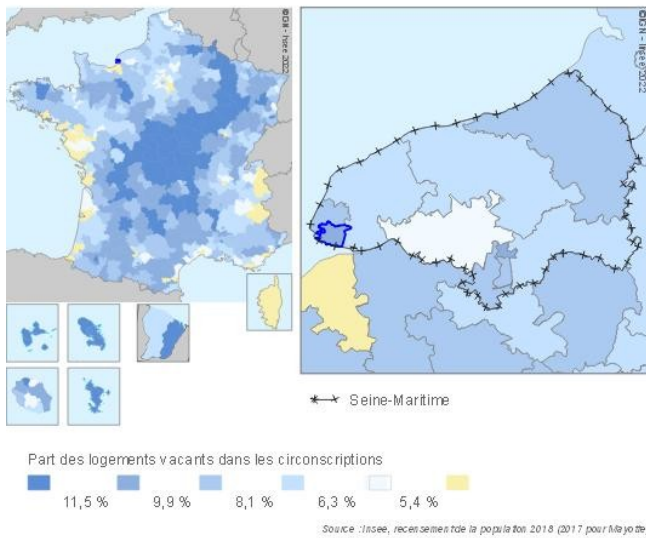 ©IGN - Insee 2022
©IGN - Insee 2022
Seine-Maritime
Part des logements vacants dans les circonscriptions
11,5 % 9,9 % 8,1 % 6,3 % 5,4 %
Source : Insee, recensement de la population 2018 (2017 pour Mayotte